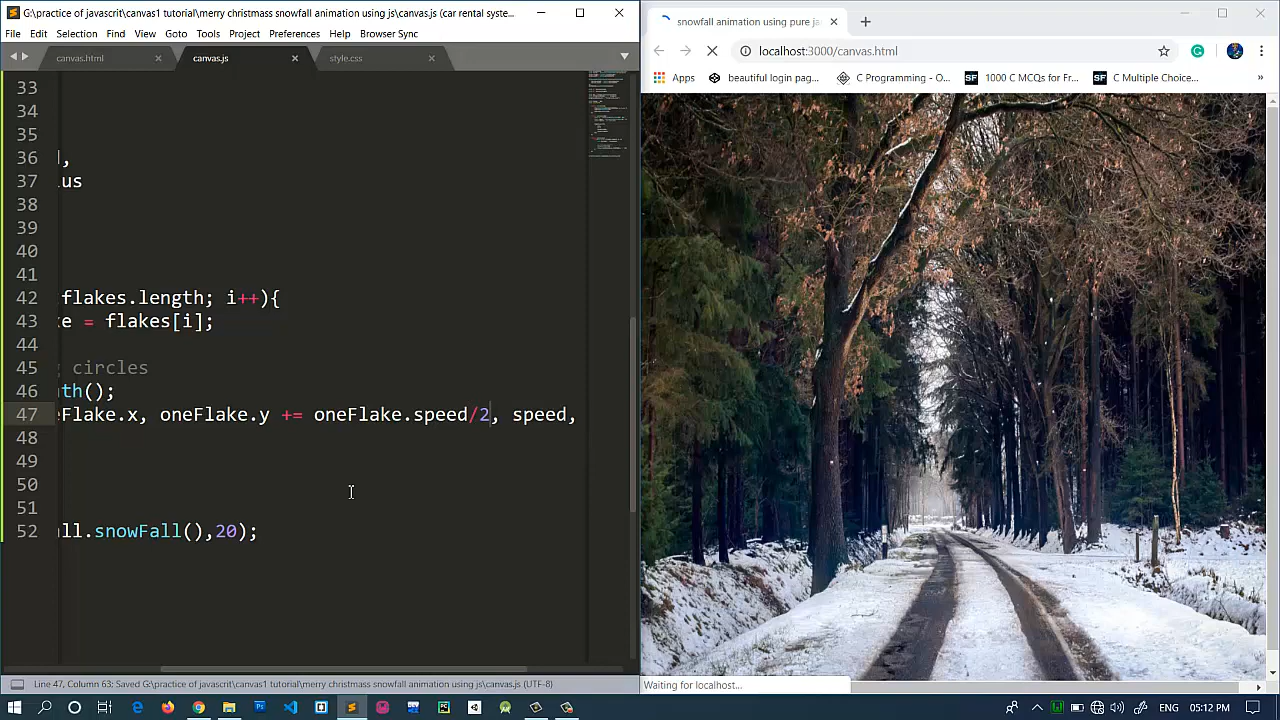 G:\practice of javascrit\canvas1 tutorial\merry christmass snowfall animation using js\canvas.js (car rental syste...
File Edit Selection Find View Goto Tools Project Preferences Help Browser Sync
canvas.html
canvas.js
style.css
33
34
35
36 l,
37 ius
38
39
40
41
42 flakes.length; i++){
43 ke = flakes[i];
44
45 g circles
46 th();
47 eFlake.x, oneFlake.y += oneFlake.speed/2, speed,
48
49
50
51
52 ll.snowFall(),20);
Line 47, Column 63; Saved G:\practice of javascrit\canvas1 tutorial\merry christmass snowfall animation using js\canvas.js (UTF-8)
snowfall animation using pure ja
localhost:3000/canvas.html
Apps
beautiful login pag...
Programming - D...
1000 C MCQs - Fr...
C Multiple Choice...
Waiting for localhost...
ENG
05:12 PM